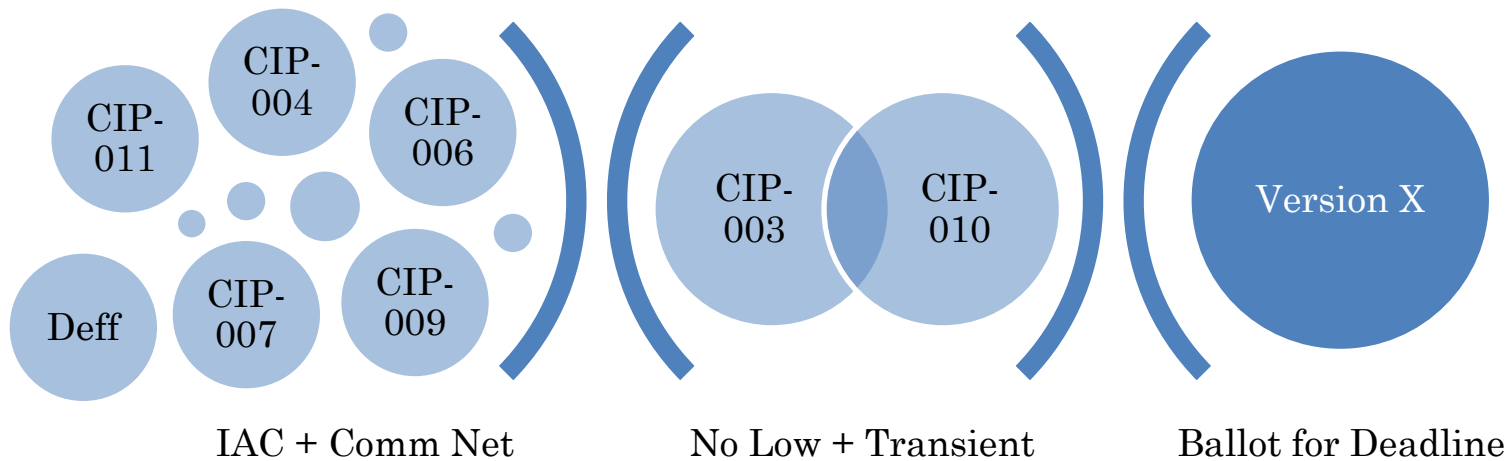 CIP-
004
CIP-
011
CIP-
006
Deff
CIP-
007
CIP-
009
IAC + Comm Net
CIP-
003
CIP-
010
No Low + Transient
Version X
Ballot for Deadline